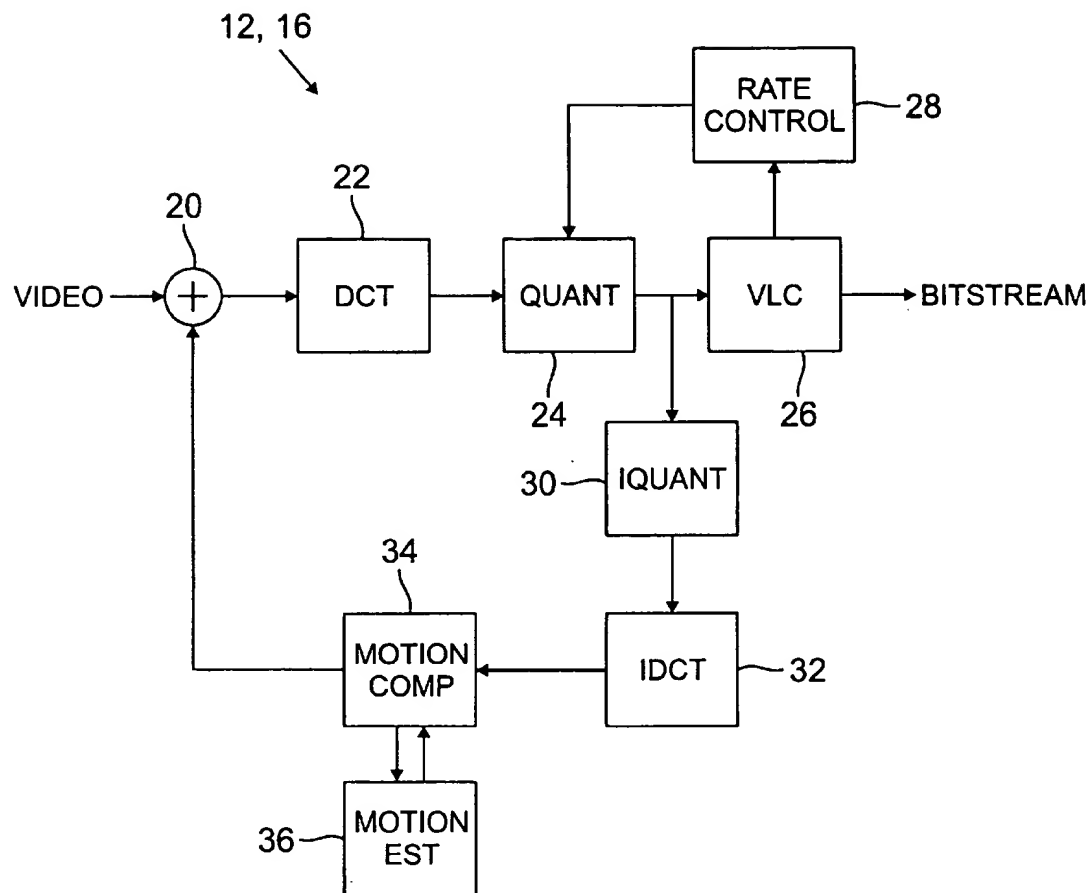 12, 16
RATE
CONTROL
28
20
22
VIDEO
+
DCT
QUANT
VLC
BITSTREAM
24
26
30
IQUANT
34
MOTION
COMP
IDCT
32
36
MOTION
EST